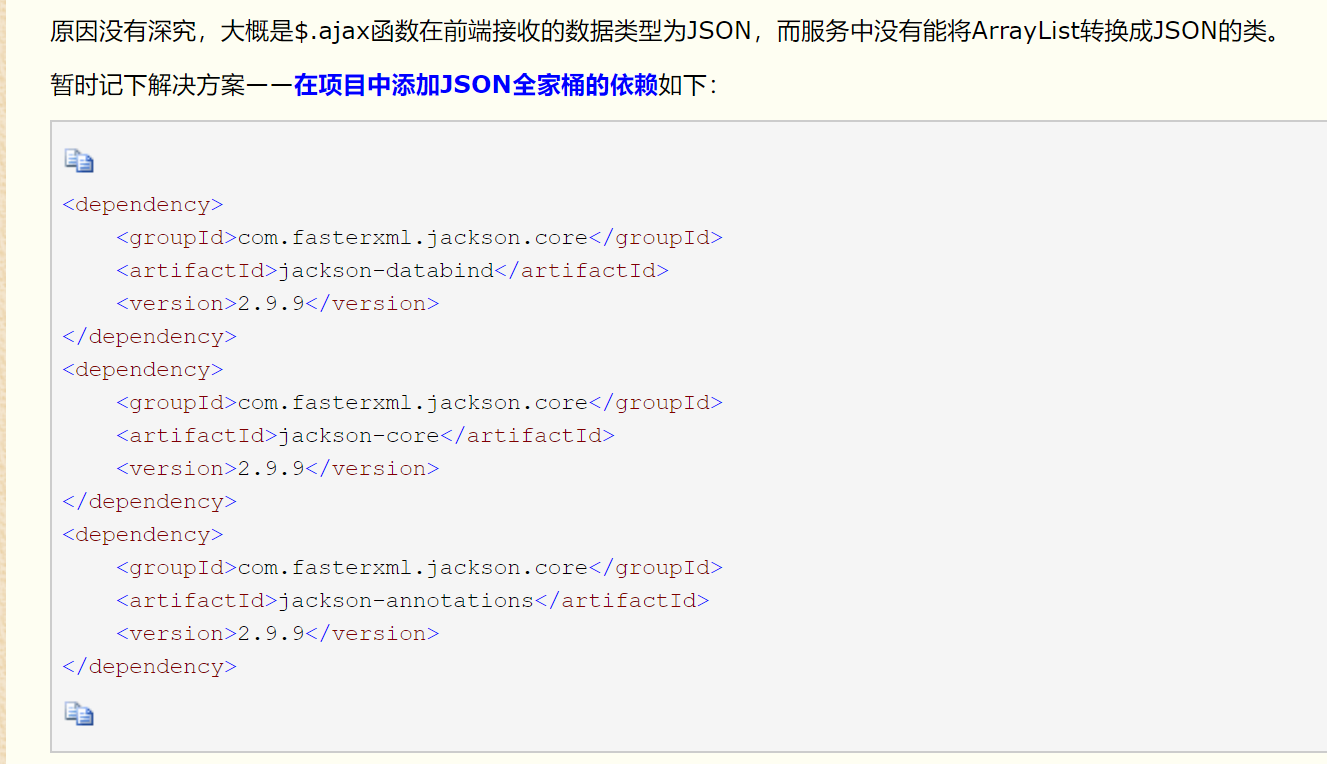 原因没有深究，大概是$.ajax函数在前端接收的数据类型为JSON，而服务中没有能将ArrayList转换成JSON的类。
暂时记下解决方案——在项目中添加JSON全家桶的依赖如下：
<dependency>
    <groupId>com.fasterxml.jackson.core</groupId>
    <artifactId>jackson-databind</artifactId>
    <version>2.9.9</version>
</dependency>
<dependency>
    <groupId>com.fasterxml.jackson.core</groupId>
    <artifactId>jackson-core</artifactId>
    <version>2.9.9</version>
</dependency>
<dependency>
    <groupId>com.fasterxml.jackson.core</groupId>
    <artifactId>jackson-annotations</artifactId>
    <version>2.9.9</version>
</dependency>